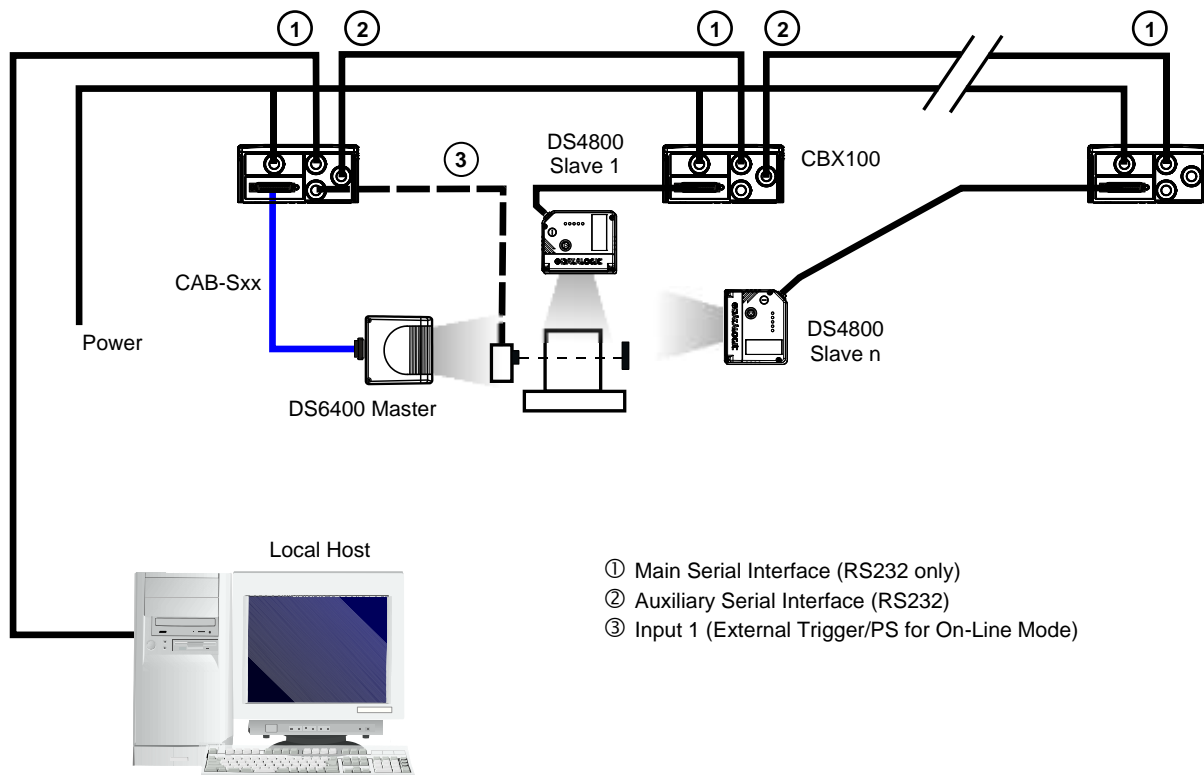 1
2
1
2
1
3
DS4800
Slave 1
CBX100
DATALOGIC
CAB-Sxx
Power
DS6400 Master
DATALOGIC
DS4800
Slave n
Local Host
① Main Serial Interface (RS232 only)
② Auxiliary Serial Interface (RS232)
③ Input 1 (External Trigger/PS for On-Line Mode)